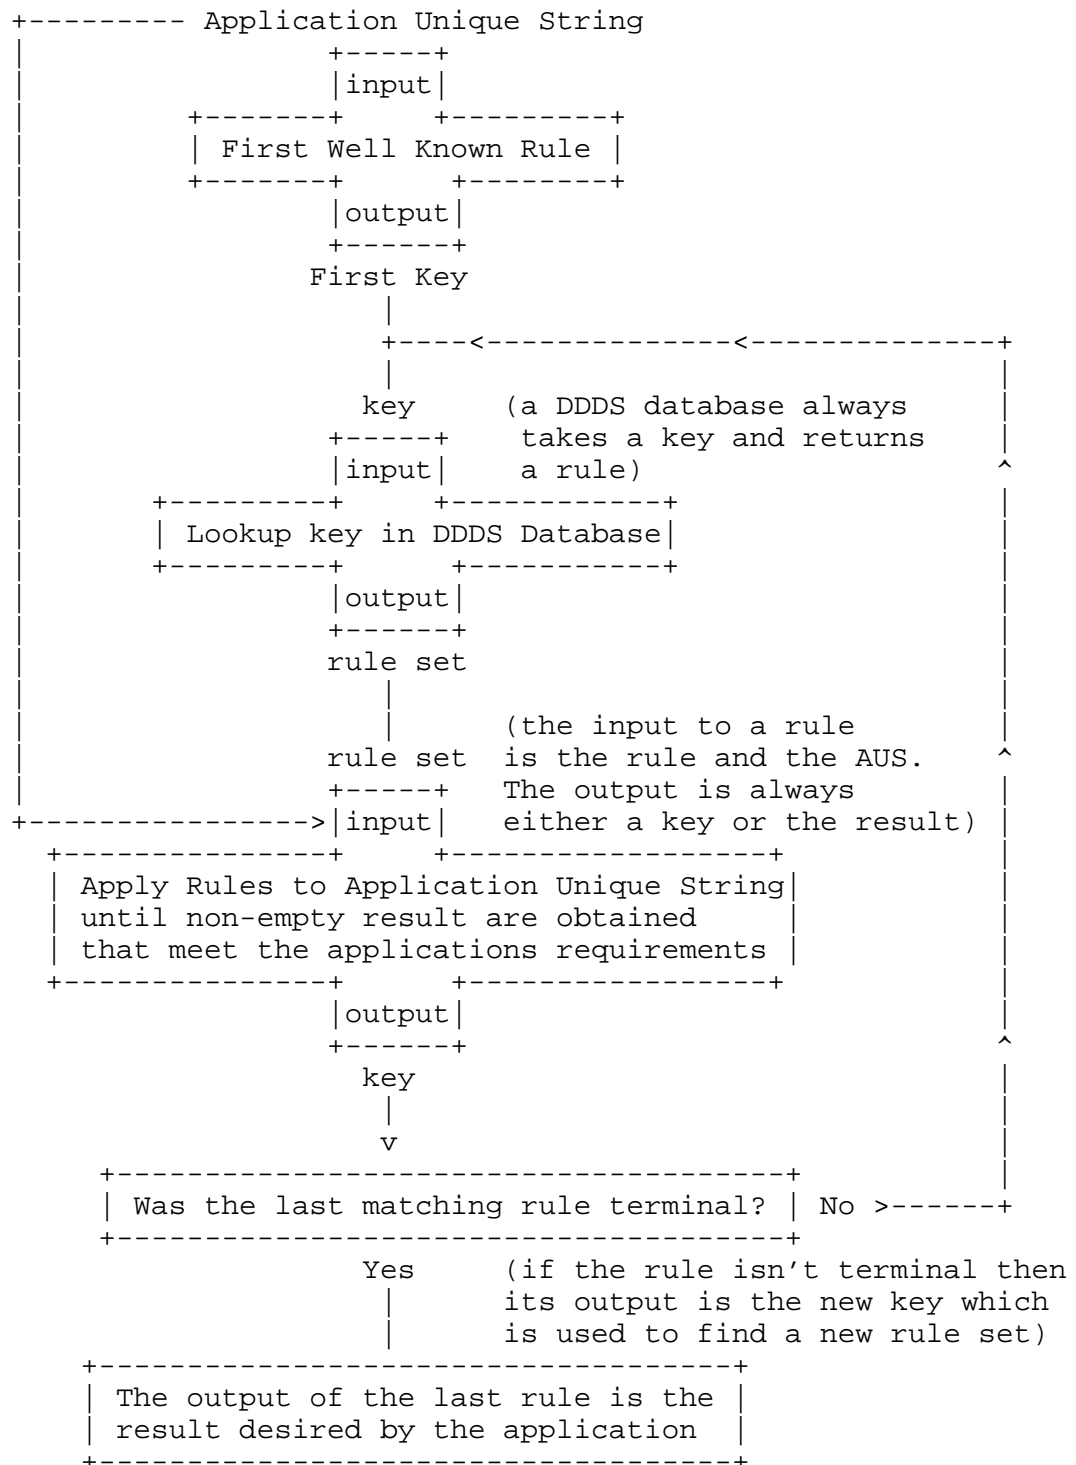 Application Unique String
input
First Well Known Rule
output
First Key
key (a DDDS database always
takes a key and returns
input a rule)
Lookup key in DDDS Database
output
rule set
(the input to a rule
rule set is the rule and the AUS.
The output is always
input either a key or the result)
Apply Rules to Application Unique String
until non-empty result are obtained
that meet the applications requirements
output
key
v
Was the last matching rule terminal? No >
Yes (if the rule isn't terminal then
its output is the new key which
is used to find a new rule set)
The output of the last rule is the
result desired by the application